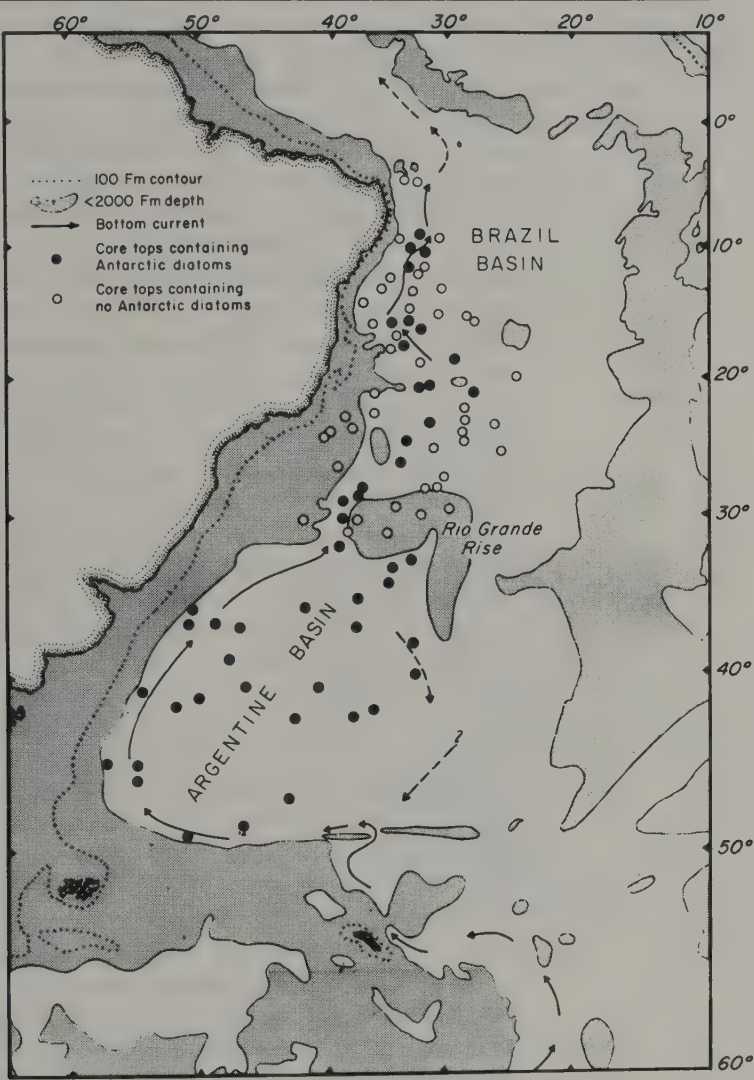 60° 50° 40° 30° 20° 10°
0°
100 Fm contour
<2000 Fm depth
Bottom current
Core tops containing
Antarctic diatoms
Core tops containing
no Antarctic diatoms
BRAZIL
BASIN
10°
20°
30°
Rio Grande
Rise
ARGENTINE BASIN
40°
?
50°
60°